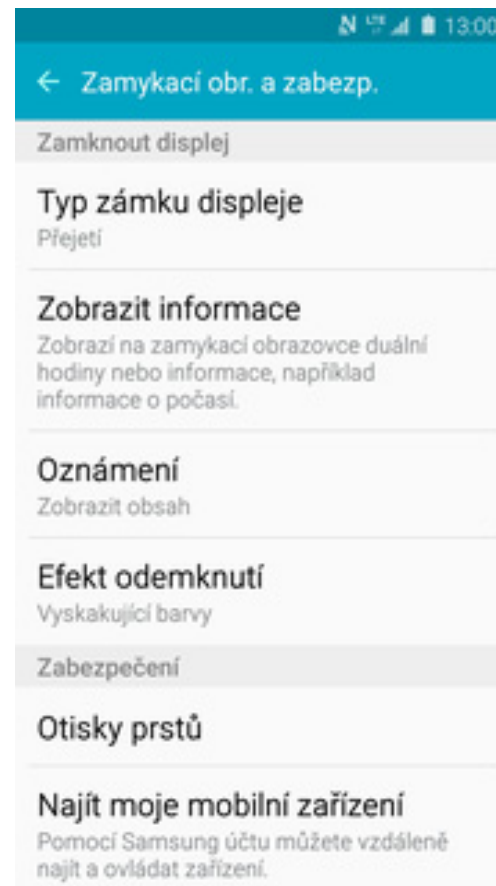 LTE 13:00
Zamykací obr. a zabezp.
Zamknout displej
Typ zámku displeje
Přejetí
Zobrazit informace
Zobrazí na zamykací obrazovce duální
hodiny nebo informace, například
informace o počasí.
Oznámení
Zobrazit obsah
Efekt odemknutí
Vyskakující barvy
Zabezpečení
Otisky prstů
Najít moje mobilní zařízení
Pomocí Samsung účtu můžete vzdáleně
najít a ovládat zařízení.